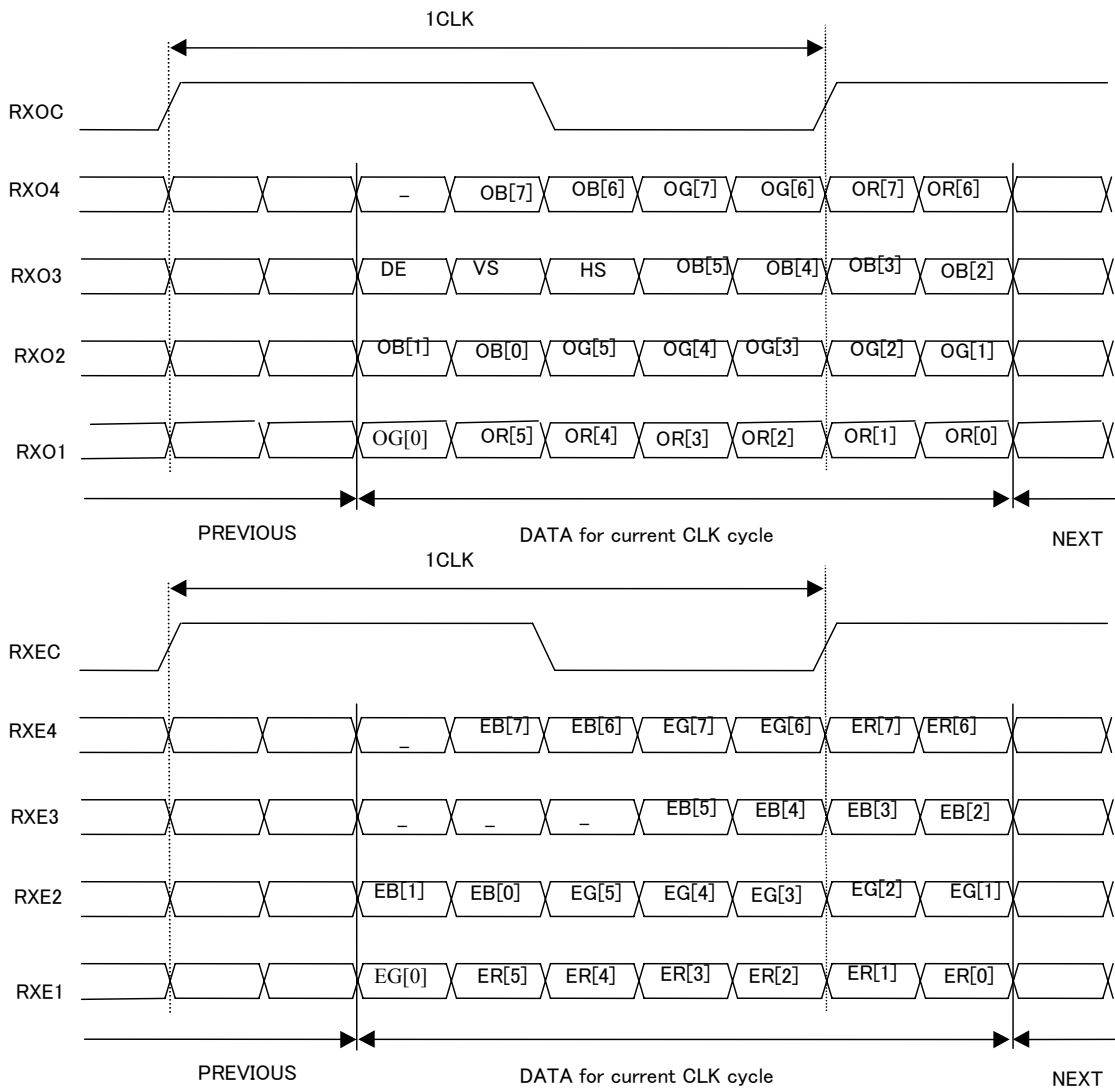 1CLK
RXOC
RXO4 _ OB[7] OB[6] OG[7] OG[6] OR[7] OR[6]
RXO3 DE VS HS OB[5] OB[4] OB[3] OB[2]
RXO2 OB[1] OB[0] OG[5] OG[4] OG[3] OG[2] OG[1]
RXO1 OG[0] OR[5] OR[4] OR[3] OR[2] OR[1] OR[0]
PREVIOUS DATA for current CLK cycle NEXT
1CLK
RXEC
RXE4 _ EB[7] EB[6] EG[7] EG[6] ER[7] ER[6]
RXE3 _ _ _ EB[5] EB[4] EB[3] EB[2]
RXE2 EB[1] EB[0] EG[5] EG[4] EG[3] EG[2] EG[1]
RXE1 EG[0] ER[5] ER[4] ER[3] ER[2] ER[1] ER[0]
PREVIOUS DATA for current CLK cycle NEXT